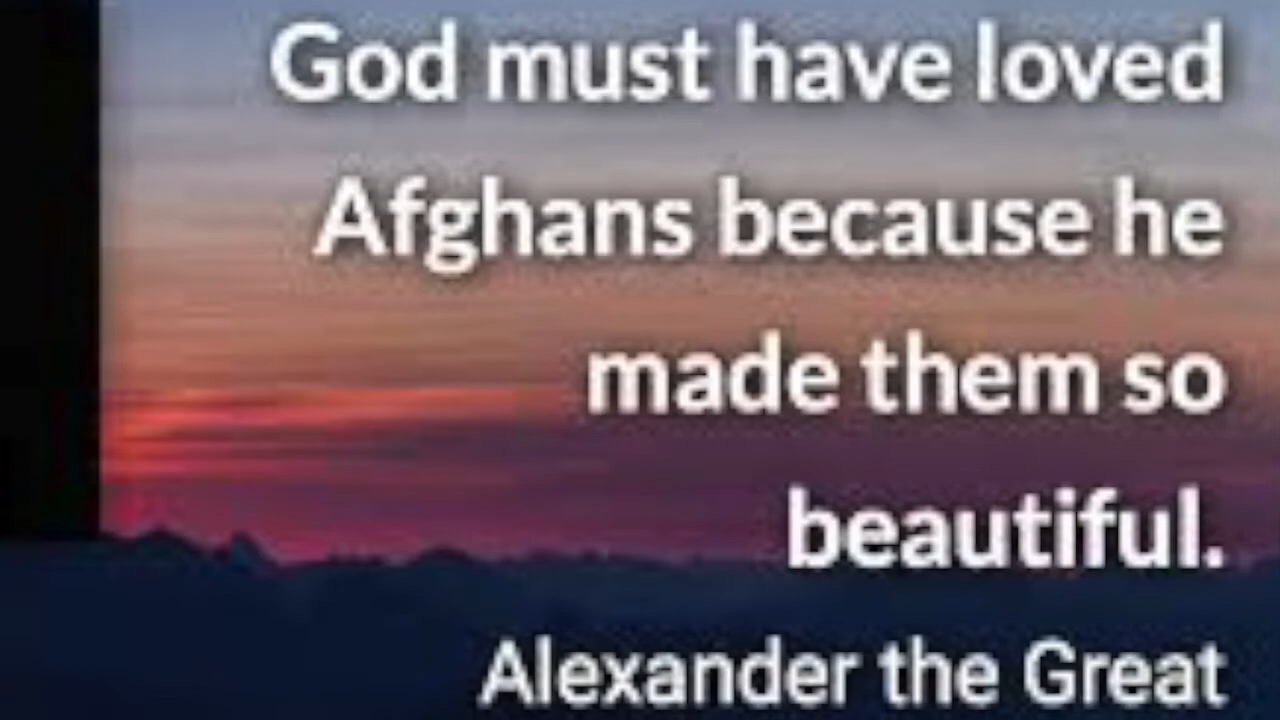 God must have loved
Afghans because he
made them so
beautiful.
Alexander the Great